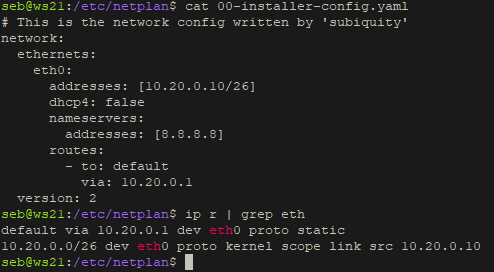 seb@ws21:/etc/netplan$ cat 00-installer-config.yaml
# This is the network config written by 'subiquity'
network:
  ethernets:
    eth0:
      addresses: [10.20.0.10/26]
      dhcp4: false
      nameservers:
        addresses: [8.8.8.8]
      routes:
        - to: default
          via: 10.20.0.1
  version: 2
seb@ws21:/etc/netplan$ ip r | grep eth
default via 10.20.0.1 dev eth0 proto static
10.20.0.0/26 dev eth0 proto kernel scope link src 10.20.0.10
seb@ws21:/etc/netplan$